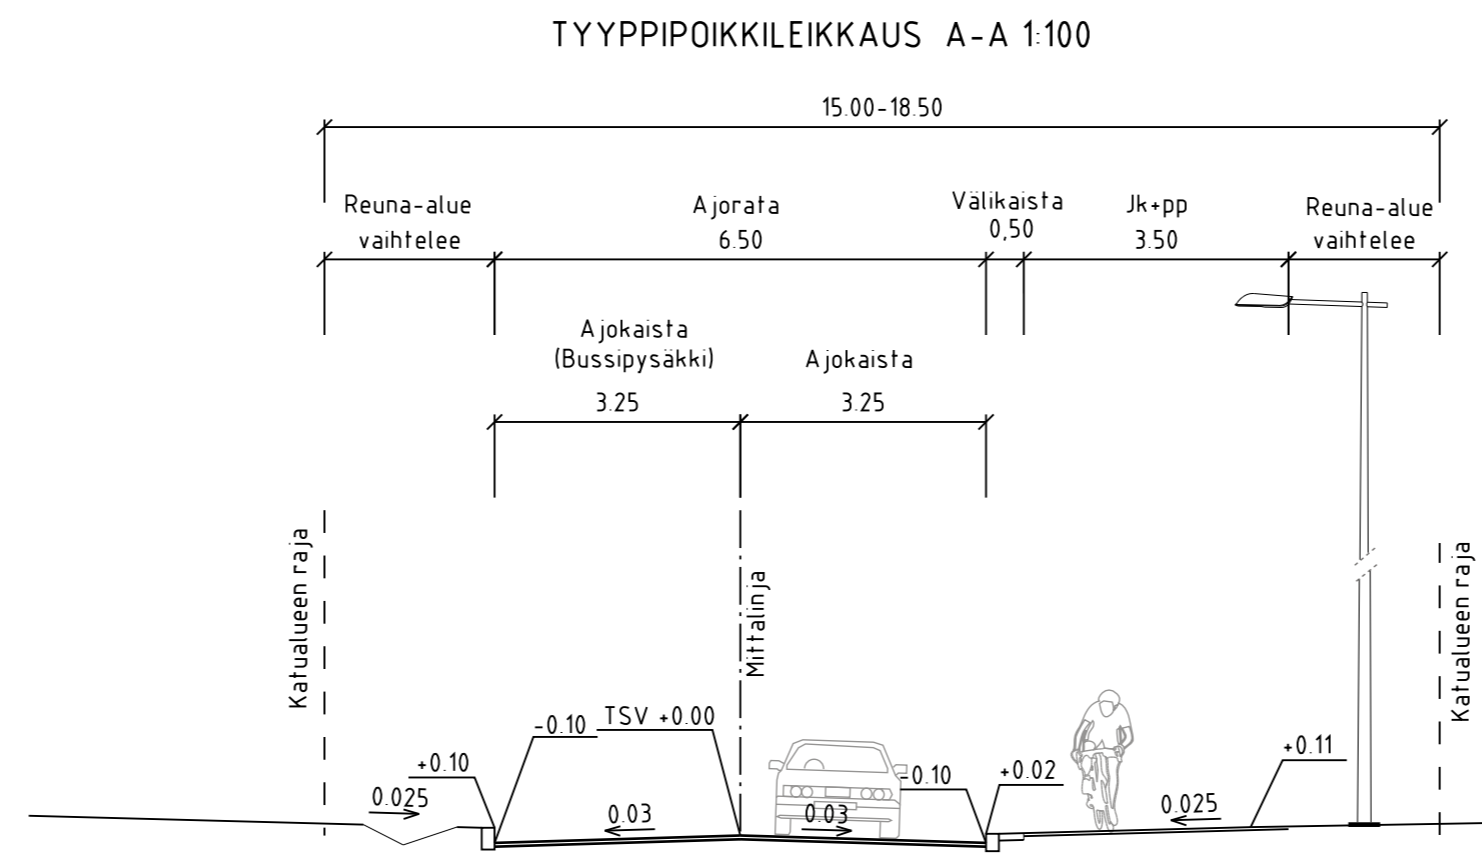 TYYPPIPOIKKILEIKKAUS A-A 1:100
15.00-18.50
Reuna-alue
vaihtelee
Ajorata
6.50
Välikaista
0,50
Jk+pp
3.50
Reuna-alue
vaihtelee
Ajokaista
(Bussipysäkki)
3.25
Ajokaista
3.25
Katualueen raja
Mittalinja
Katualueen raja
+0.10
0.025
-0.10
TSV +0.00
0.03
0.03
-0.10
+0.02
0.025
+0.11